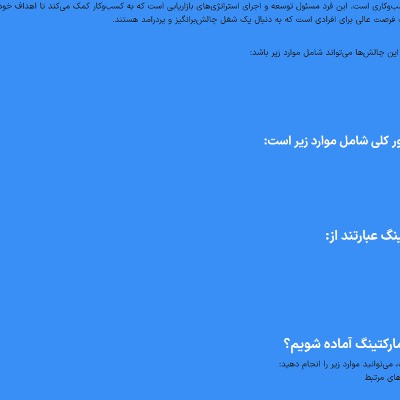 ب‌وکاری است. این فرد مسئول توسعه و اجرای استراتژی‌های بازاریابی است که به کسب‌وکار کمک می‌کند تا اهداف خود
فرصت عالی برای افرادی است که به دنبال یک شغل چالش‌برانگیز و پردرآمد هستند.
این چالش‌ها می‌تواند شامل موارد زیر باشد:
ور کلی شامل موارد زیر است:
ینگ عبارتند از:
مارکتینگ آماده شویم؟
می‌توانید موارد زیر را انجام دهید:
های مرتبط